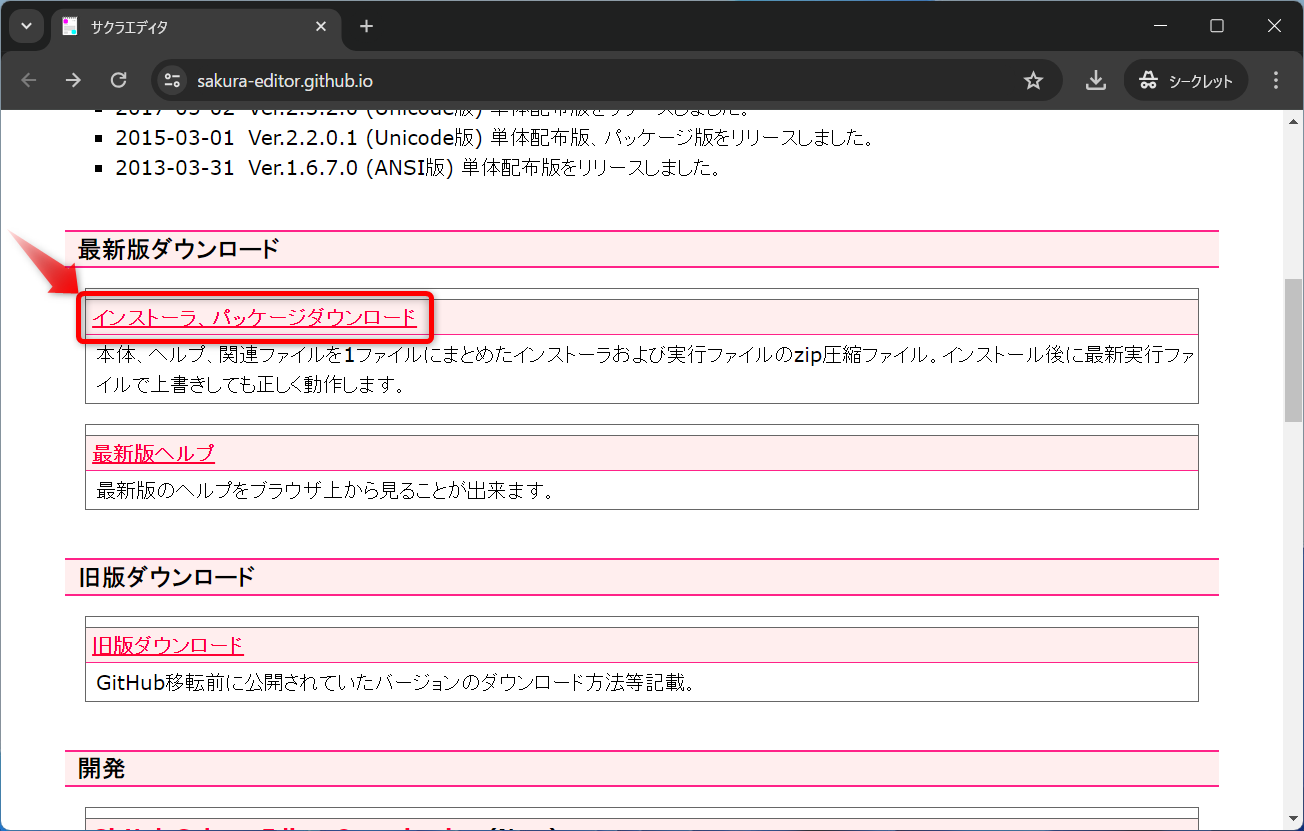 サクラエディタ
sakura-editor.github.io
シークレット
2017-05-02 Ver.2.3.2.0 (Unicode版) 単体配布版をリリースしました。
2015-03-01 Ver.2.2.0.1 (Unicode版) 単体配布版、パッケージ版をリリースしました。
2013-03-31 Ver.1.6.7.0 (ANSI版) 単体配布版をリリースしました。
最新版ダウンロード
インストーラ、パッケージダウンロード
本体、ヘルプ、関連ファイルを1ファイルにまとめたインストーラおよび実行ファイルのzip圧縮ファイル。インストール後に最新実行ファ
イルで上書きしても正しく動作します。
最新版ヘルプ
最新版のヘルプをブラウザ上から見ることが出来ます。
旧版ダウンロード
旧版ダウンロード
GitHub移転前に公開されていたバージョンのダウンロード方法等記載。
開発